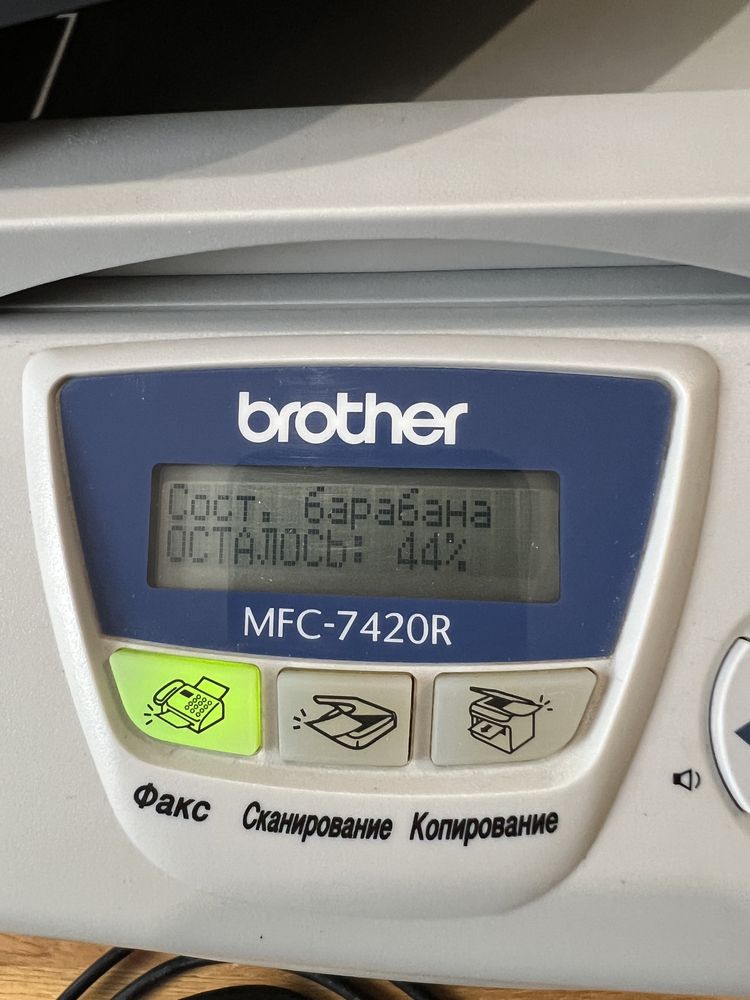 brother
Сост. барабана
ОСТАЛОСЬ: 44%
MFC-7420R
Факс
Сканирование
Копирование